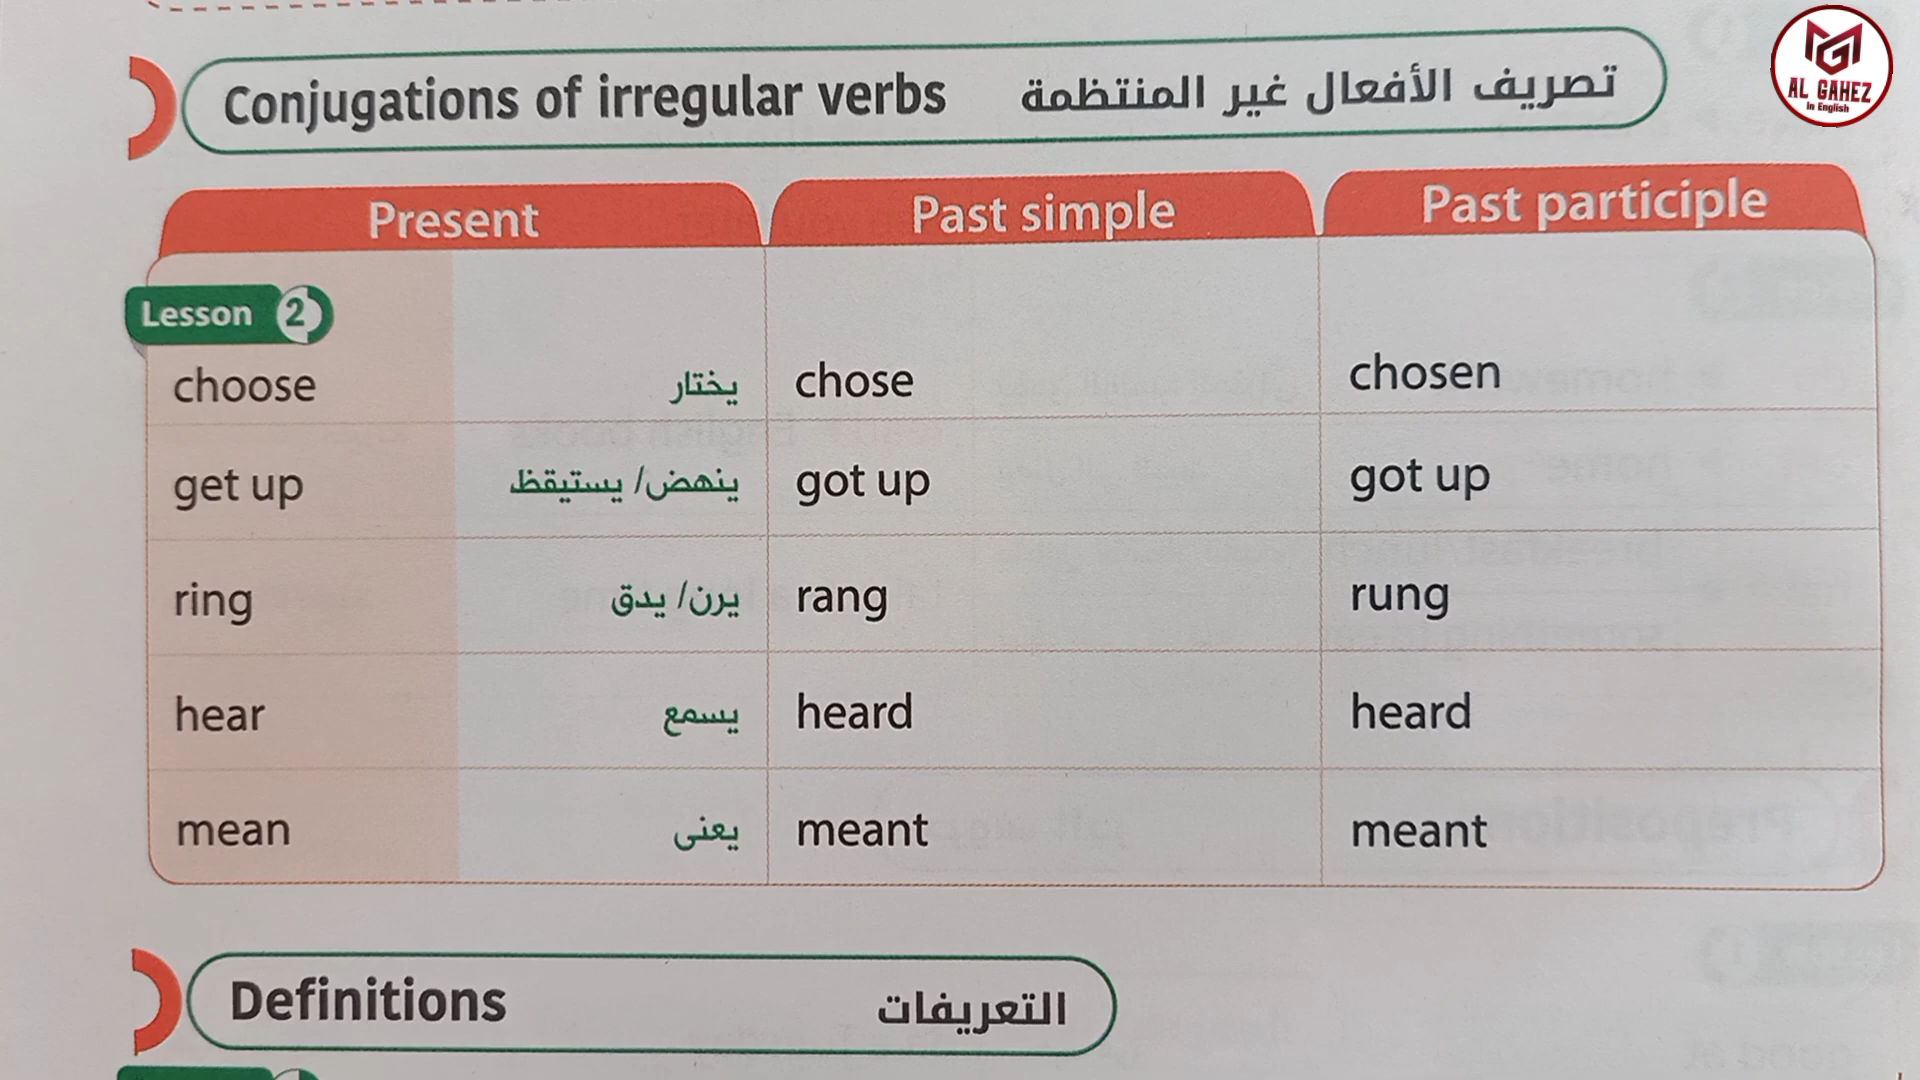 Conjugations of irregular verbs تصريف الأفعال غير المنتظمة
AL GAHEZ
in English
Present Past simple Past participle
Lesson 2
choose يختار chose chosen
get up ينهض/ يستيقظ got up got up
ring يرن/ يدق rang rung
hear يسمع heard heard
mean يعنى meant meant
Definitions التعريفات